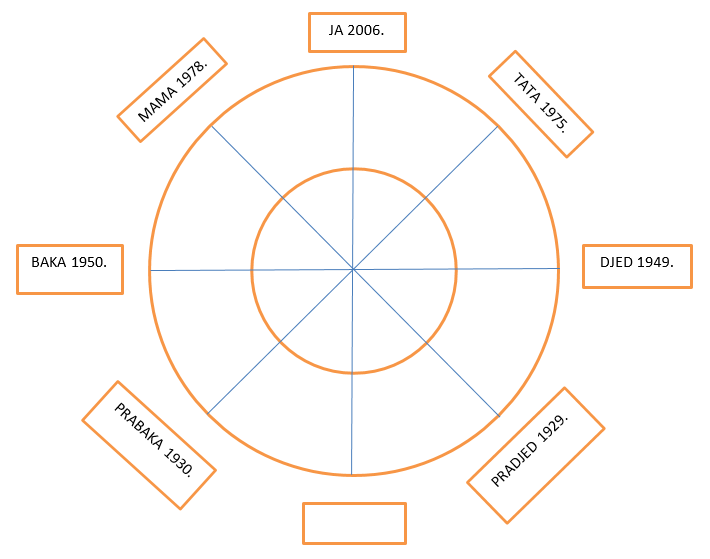 JA 2006.
MAMA 1978.
TATA 1975.
BAKA 1950.
DJED 1949.
PRABAKA 1930.
PRADJED 1929.